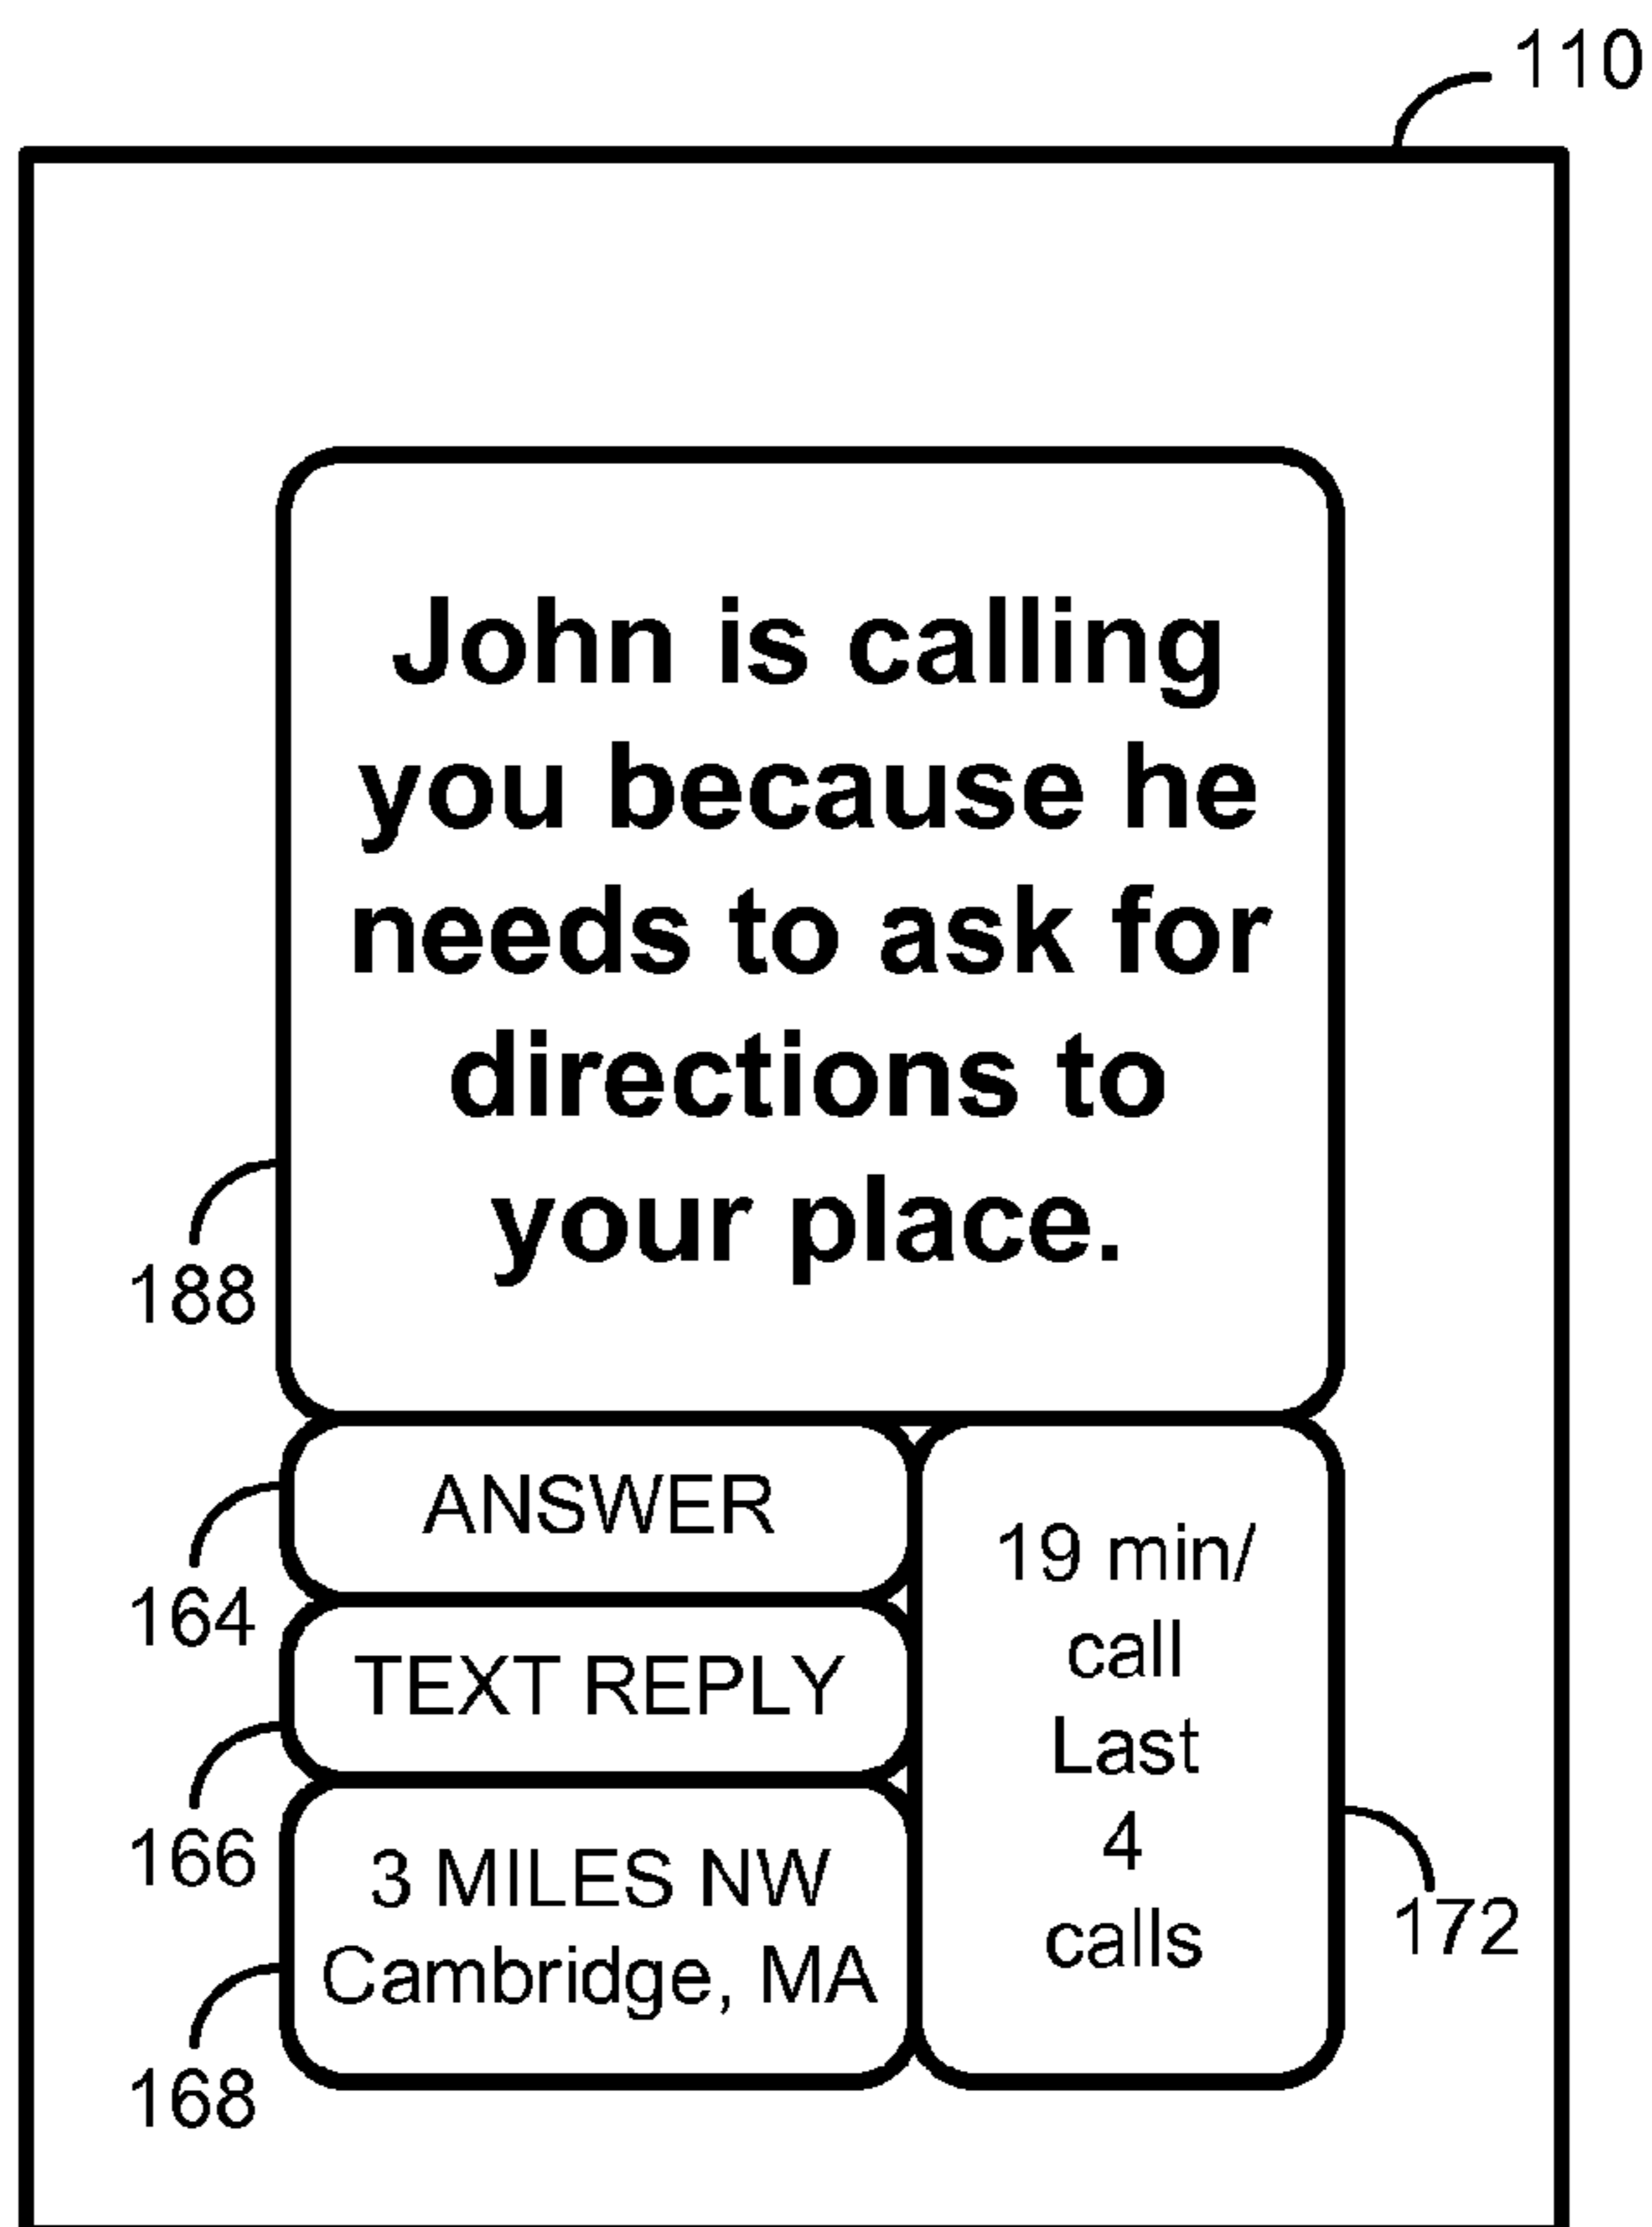 110
John is calling
you because he
needs to ask for
directions to
your place.
188
ANSWER
164
TEXT REPLY
166
3 MILES NW
Cambridge, MA
168
19 min/
call
Last
4
calls
172